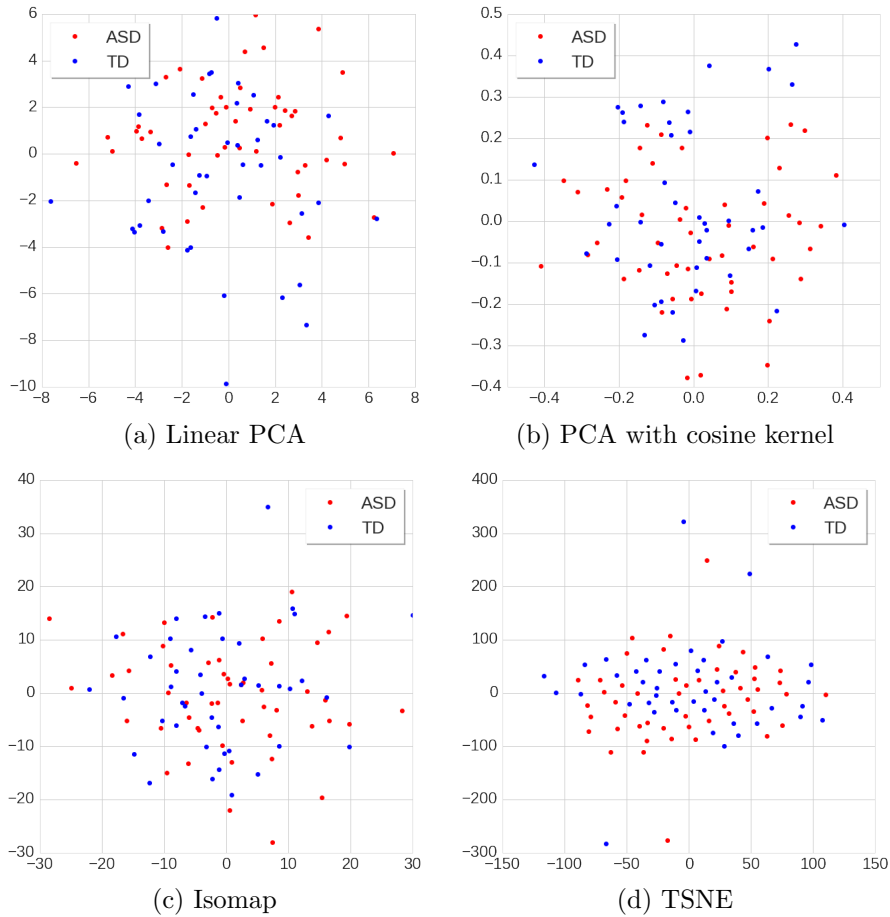 6
4
2
0
−2
−4
−6
−8
−10
−8 −6 −4 −2 0 2 4 6 8
ASD
TD
(a) Linear PCA
0.5
0.4
0.3
0.2
0.1
0.0
−0.1
−0.2
−0.3
−0.4
−0.4 −0.2 0.0 0.2 0.4
ASD
TD
(b) PCA with cosine kernel
40
30
20
10
0
−10
−20
−30
−30 −20 −10 0 10 20 30
ASD
TD
(c) Isomap
400
300
200
100
0
−100
−200
−300
−150 −100 −50 0 50 100 150
ASD
TD
(d) TSNE